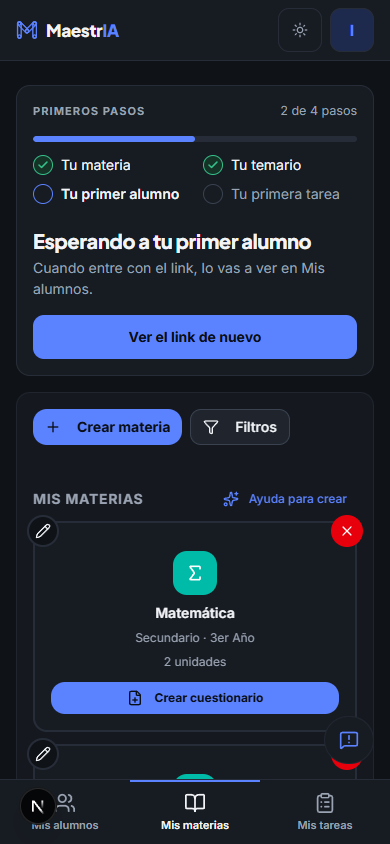 MaestrIA
I
PRIMEROS PASOS
2 de 4 pasos
Tu materia
Tu temario
Tu primer alumno
Tu primera tarea
Esperando a tu primer alumno
Cuando entre con el link, lo vas a ver en Mis
alumnos.
Ver el link de nuevo
Crear materia
Filtros
MIS MATERIAS
Ayuda para crear
Matemática
Secundario · 3er Año
2 unidades
Crear cuestionario
N
Mis alumnos
Mis materias
Mis tareas